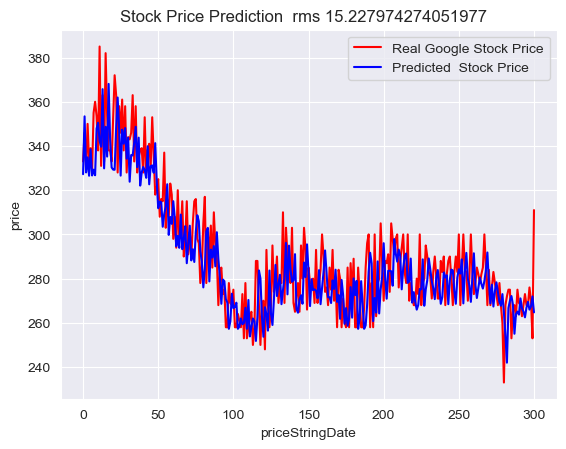 Stock Price Prediction  rms 15.227974274051977
Real Google Stock Price
Predicted  Stock Price
price
380
360
340
320
300
280
260
240
0 50 100 150 200 250 300
priceStringDate